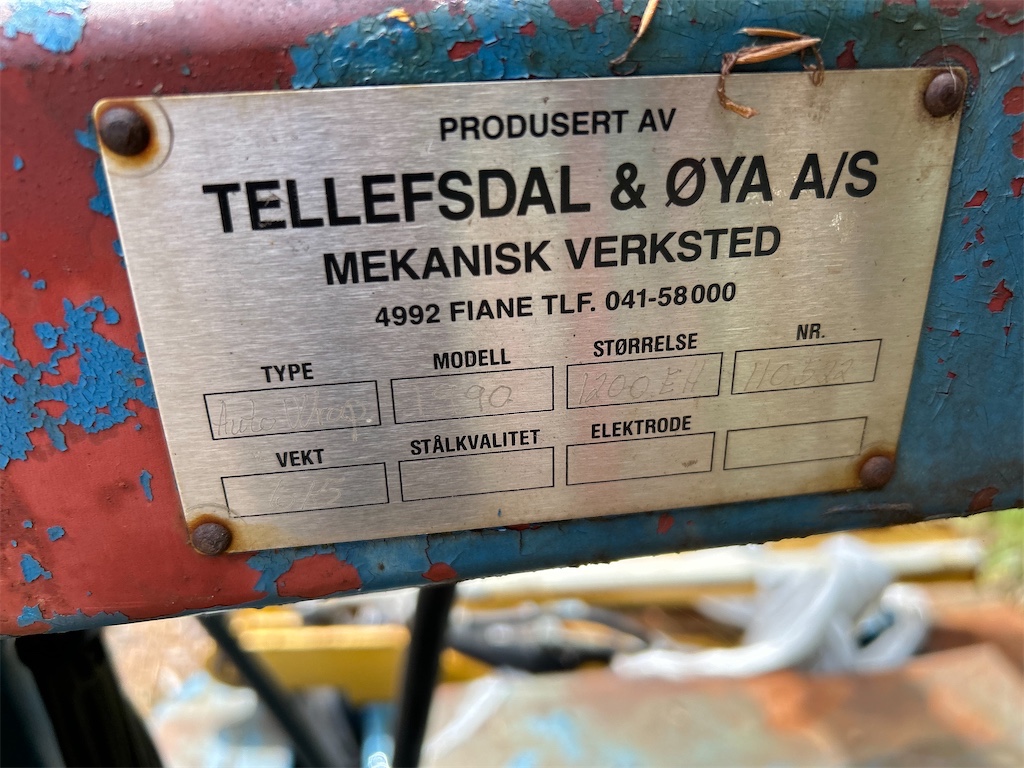 PRODUSERT AV
TELLEFSDAL & ØYA A/S
MEKANISK VERKSTED
4992 FIANE TLF. 041-58000
TYPE MODELL STØRRELSE NR.
90 1200
VEKT STÅLKVALITET ELEKTRODE